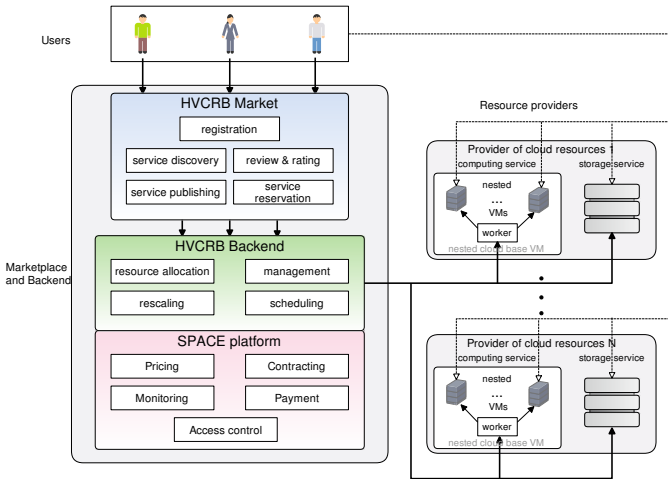 Users
HVCRB Market
registration
service discovery
review & rating
service publishing
service
reservation
Marketplace
and Backend
HVCRB Backend
resource allocation
management
rescaling
scheduling
SPACE platform
Pricing
Contracting
Monitoring
Payment
Access control
Resource providers
Provider of cloud resources 1
computing service
storage service
nested
...
VMs
worker
nested cloud base VM
Provider of cloud resources N
computing service
storage service
nested
...
VMs
worker
nested cloud base VM